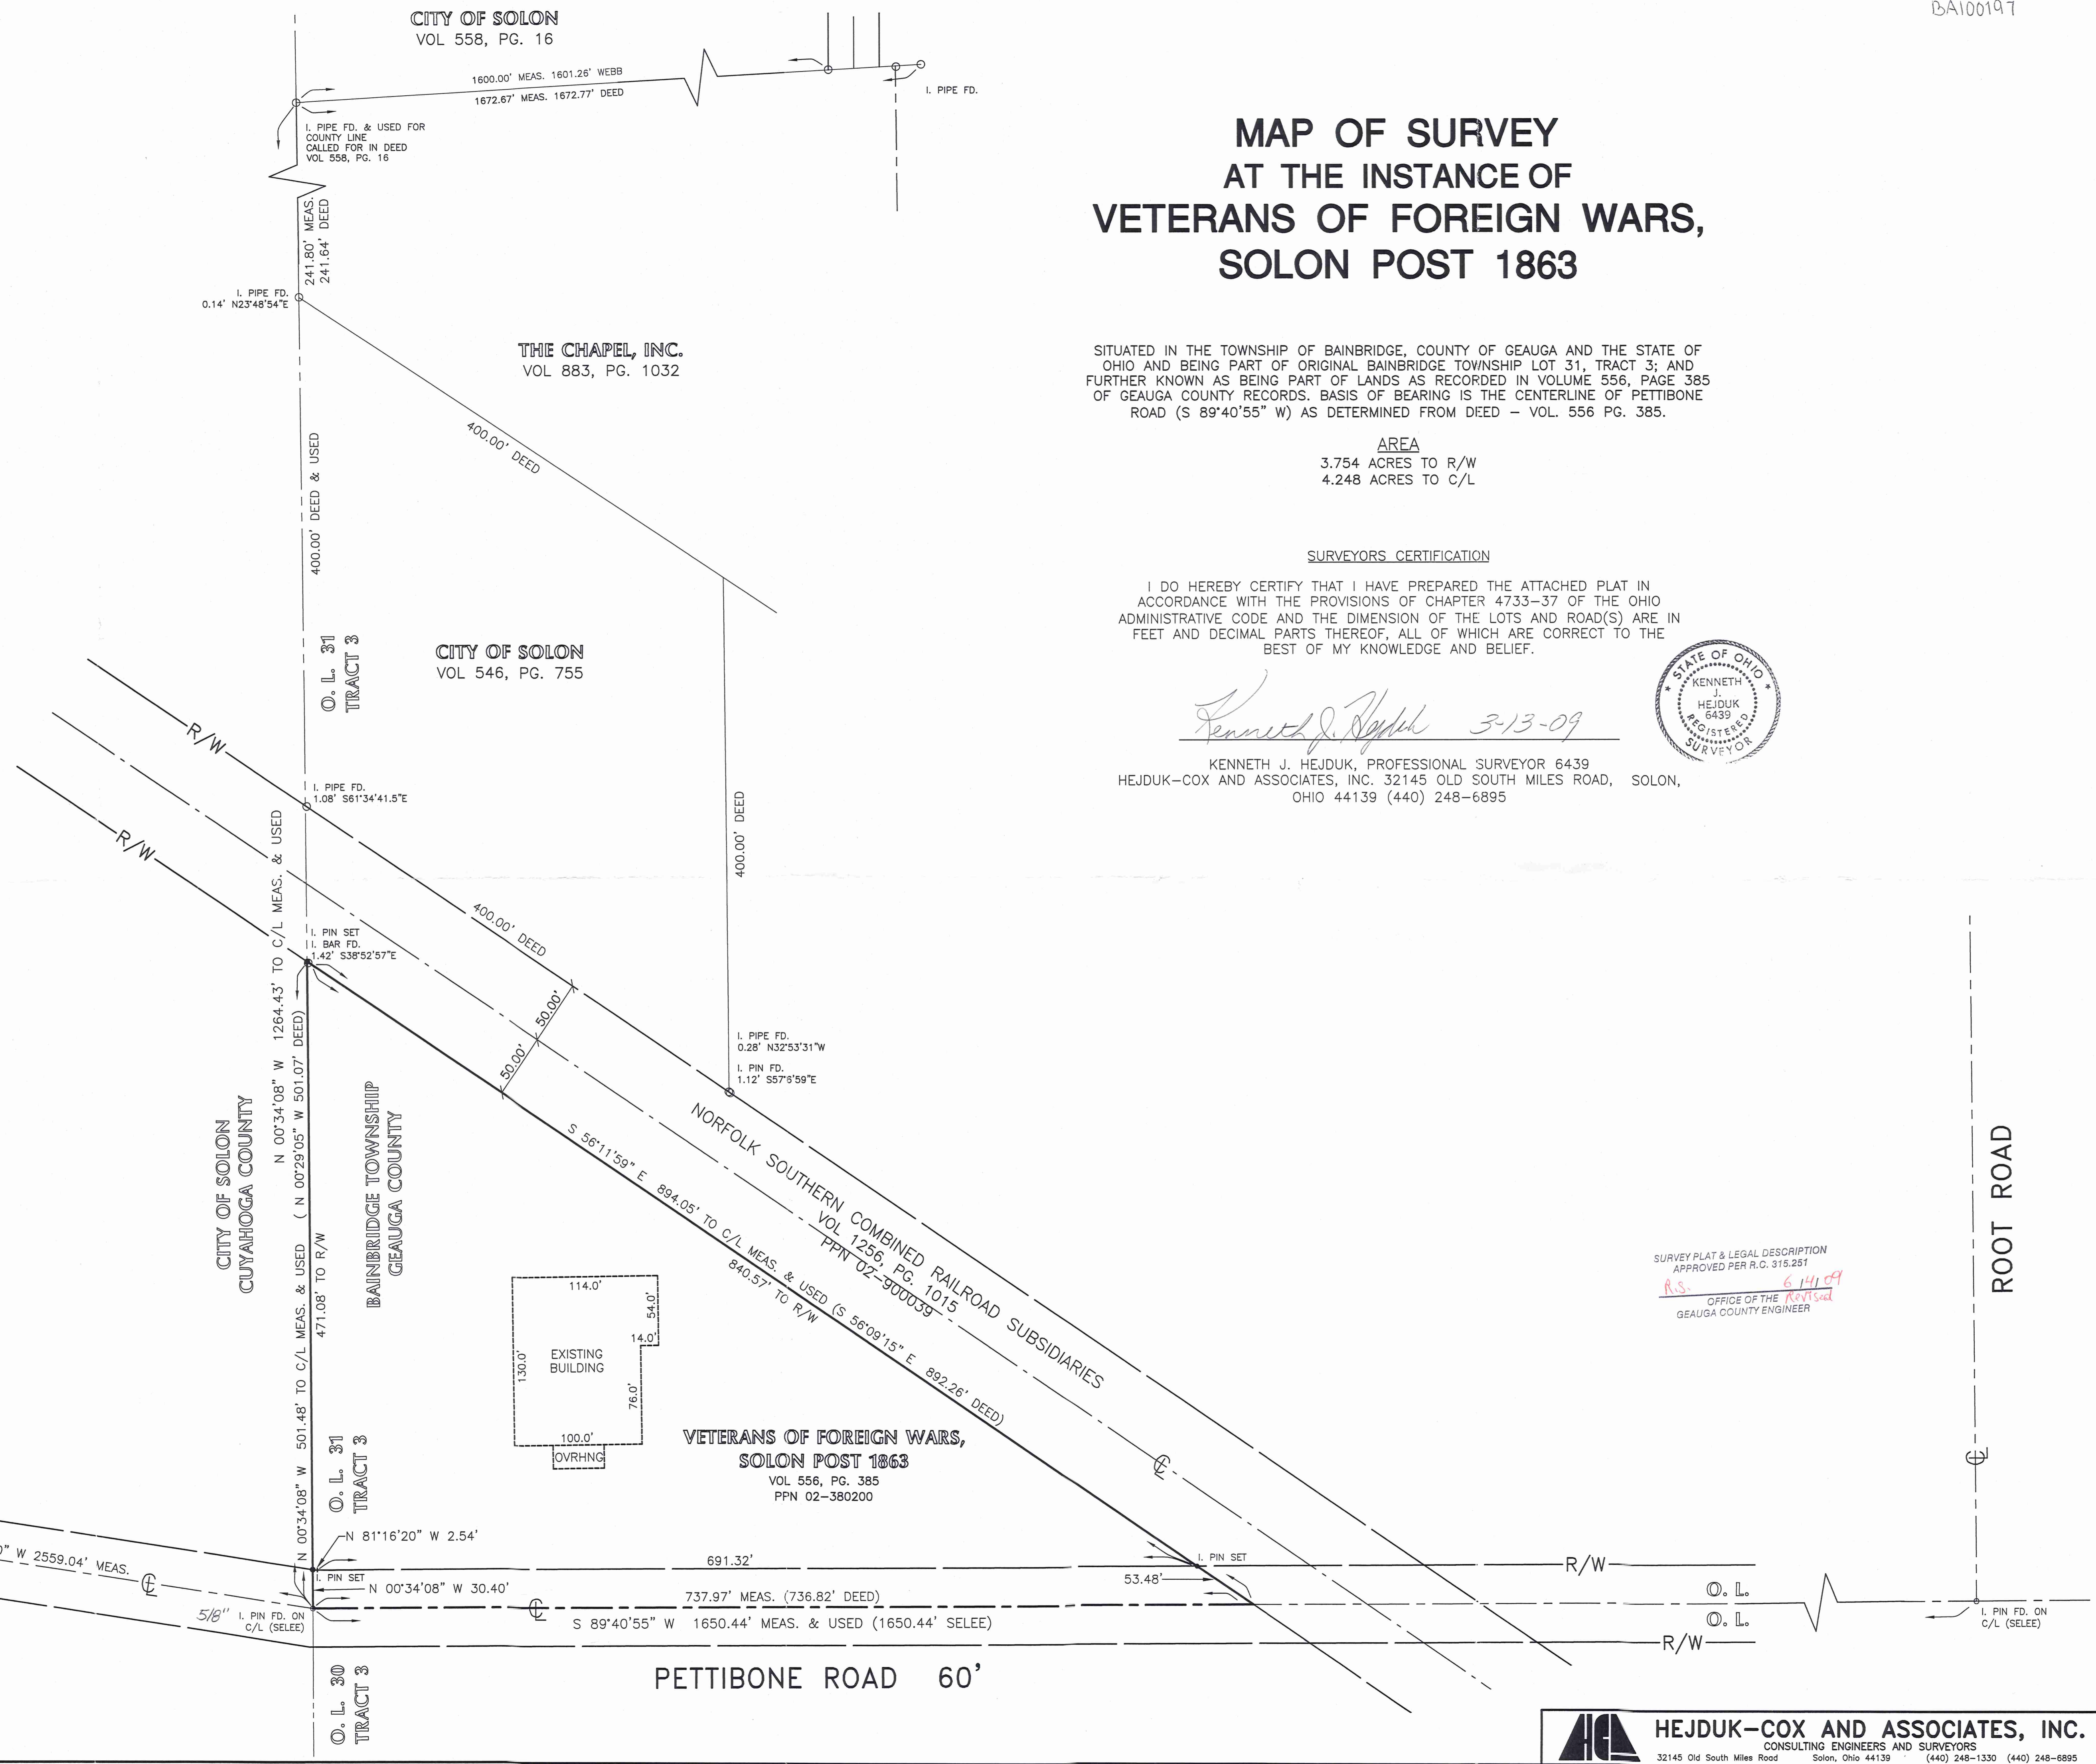 BA100197
CITY OF SOLON
VOL 558, PG. 16
1600.00' MEAS. 1601.26' WEBB
1672.67' MEAS. 1672.77' DEED
I. PIPE FD.
I. PIPE FD. & USED FOR
COUNTY LINE
CALLED FOR IN DEED
VOL 558, PG. 16
241.80' MEAS.
241.64' DEED
I. PIPE FD.
0.14' N23°48'54"E
MAP OF SURVEY
AT THE INSTANCE OF
VETERANS OF FOREIGN WARS,
SOLON POST 1863
THE CHAPEL, INC.
VOL 883, PG. 1032
SITUATED IN THE TOWNSHIP OF BAINBRIDGE, COUNTY OF GEAUGA AND THE STATE OF
OHIO AND BEING PART OF ORIGINAL BAINBRIDGE TOWNSHIP LOT 31, TRACT 3; AND
FURTHER KNOWN AS BEING PART OF LANDS AS RECORDED IN VOLUME 556, PAGE 385
OF GEAUGA COUNTY RECORDS. BASIS OF BEARING IS THE CENTERLINE OF PETTIBONE
ROAD (S 89°40'55" W) AS DETERMINED FROM DEED – VOL. 556 PG. 385.
AREA
3.754 ACRES TO R/W
4.248 ACRES TO C/L
400.00' DEED
400.00' DEED & USED
SURVEYORS CERTIFICATION
I DO HEREBY CERTIFY THAT I HAVE PREPARED THE ATTACHED PLAT IN
ACCORDANCE WITH THE PROVISIONS OF CHAPTER 4733–37 OF THE OHIO
ADMINISTRATIVE CODE AND THE DIMENSION OF THE LOTS AND ROAD(S) ARE IN
FEET AND DECIMAL PARTS THEREOF, ALL OF WHICH ARE CORRECT TO THE
BEST OF MY KNOWLEDGE AND BELIEF.
Kenneth J. Hejduk 3-13-09
KENNETH J. HEJDUK, PROFESSIONAL SURVEYOR 6439
HEJDUK–COX AND ASSOCIATES, INC. 32145 OLD SOUTH MILES ROAD, SOLON,
OHIO 44139 (440) 248–6895
STATE OF OHIO
KENNETH
J.
HEJDUK
6439
REGISTERED
SURVEYOR
O. L. 31
TRACT 3
CITY OF SOLON
VOL 546, PG. 755
R/W
I. PIPE FD.
1.08' S61°34'41.5"E
R/W
400.00' DEED
400.00' DEED
I. PIN SET
I. BAR FD.
1.42' S38°52'57"E
50.00'
50.00'
I. PIPE FD.
0.28' N32°53'31"W
I. PIN FD.
1.12' S57°6'59"E
N 00°34'08" W 1264.43' TO C/L MEAS. & USED
N 00°34'08" W 501.48' TO C/L MEAS. & USED ( N 00°29'05" W 501.07' DEED)
471.08' TO R/W
CITY OF SOLON
CUYAHOGA COUNTY
BAINBRIDGE TOWNSHIP
GEAUGA COUNTY
NORFOLK SOUTHERN COMBINED RAILROAD SUBSIDIARIES
VOL 1256, PG. 1015
PPN 02–900039
S 56°11'59" E 894.05' TO C/L MEAS. & USED (S 56°09'15" E 892.26' DEED)
840.57' TO R/W
ROOT ROAD
SURVEY PLAT & LEGAL DESCRIPTION
APPROVED PER R.C. 315.251
R.S. 6/4/09
OFFICE OF THE Revised
GEAUGA COUNTY ENGINEER
114.0'
54.0'
14.0'
130.0'
EXISTING
BUILDING
76.0'
100.0'
OVRHNG
VETERANS OF FOREIGN WARS,
SOLON POST 1863
VOL 556, PG. 385
PPN 02–380200
O. L. 31
TRACT 3
N 81°16'20" W 2.54'
691.32'
I. PIN SET
R/W
" W 2559.04' MEAS.
I. PIN SET
N 00°34'08" W 30.40'
53.48'
737.97' MEAS. (736.82' DEED)
O. L.
5/8" I. PIN FD. ON
C/L (SELEE)
S 89°40'55" W 1650.44' MEAS. & USED (1650.44' SELEE)
O. L.
I. PIN FD. ON
C/L (SELEE)
R/W
O. L. 30
TRACT 3
PETTIBONE ROAD 60'
HEJDUK–COX AND ASSOCIATES, INC.
CONSULTING ENGINEERS AND SURVEYORS
32145 Old South Miles Road Solon, Ohio 44139 (440) 248–1330 (440) 248–6895